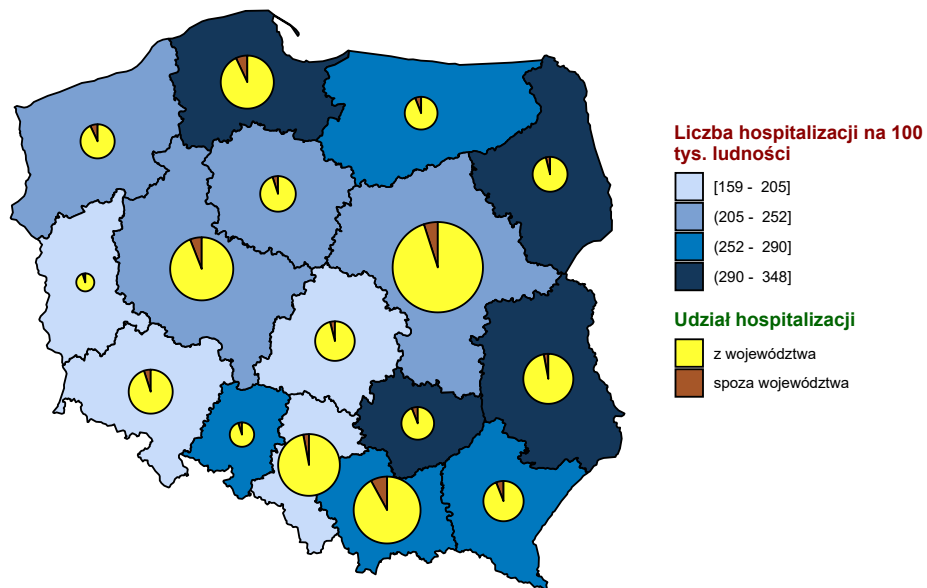 Liczba hospitalizacji na 100
tys. ludności
[159 - 205]
(205 - 252]
(252 - 290]
(290 - 348]
Udział hospitalizacji
z województwa
spoza województwa